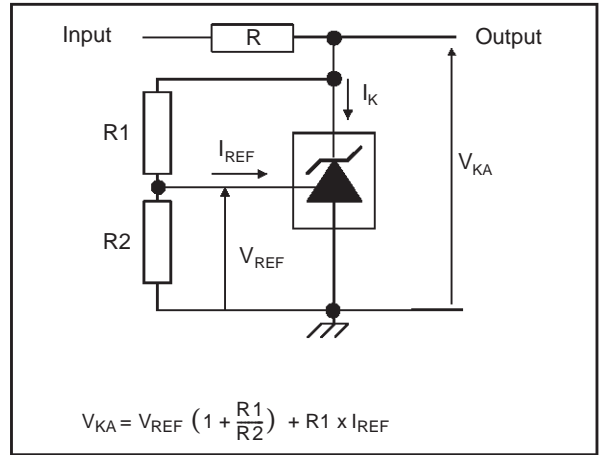 Input R Output
I_K
R1
I_REF
V_KA
R2
V_REF
V_KA = V_REF (1 + R1/R2) + R1 x I_REF